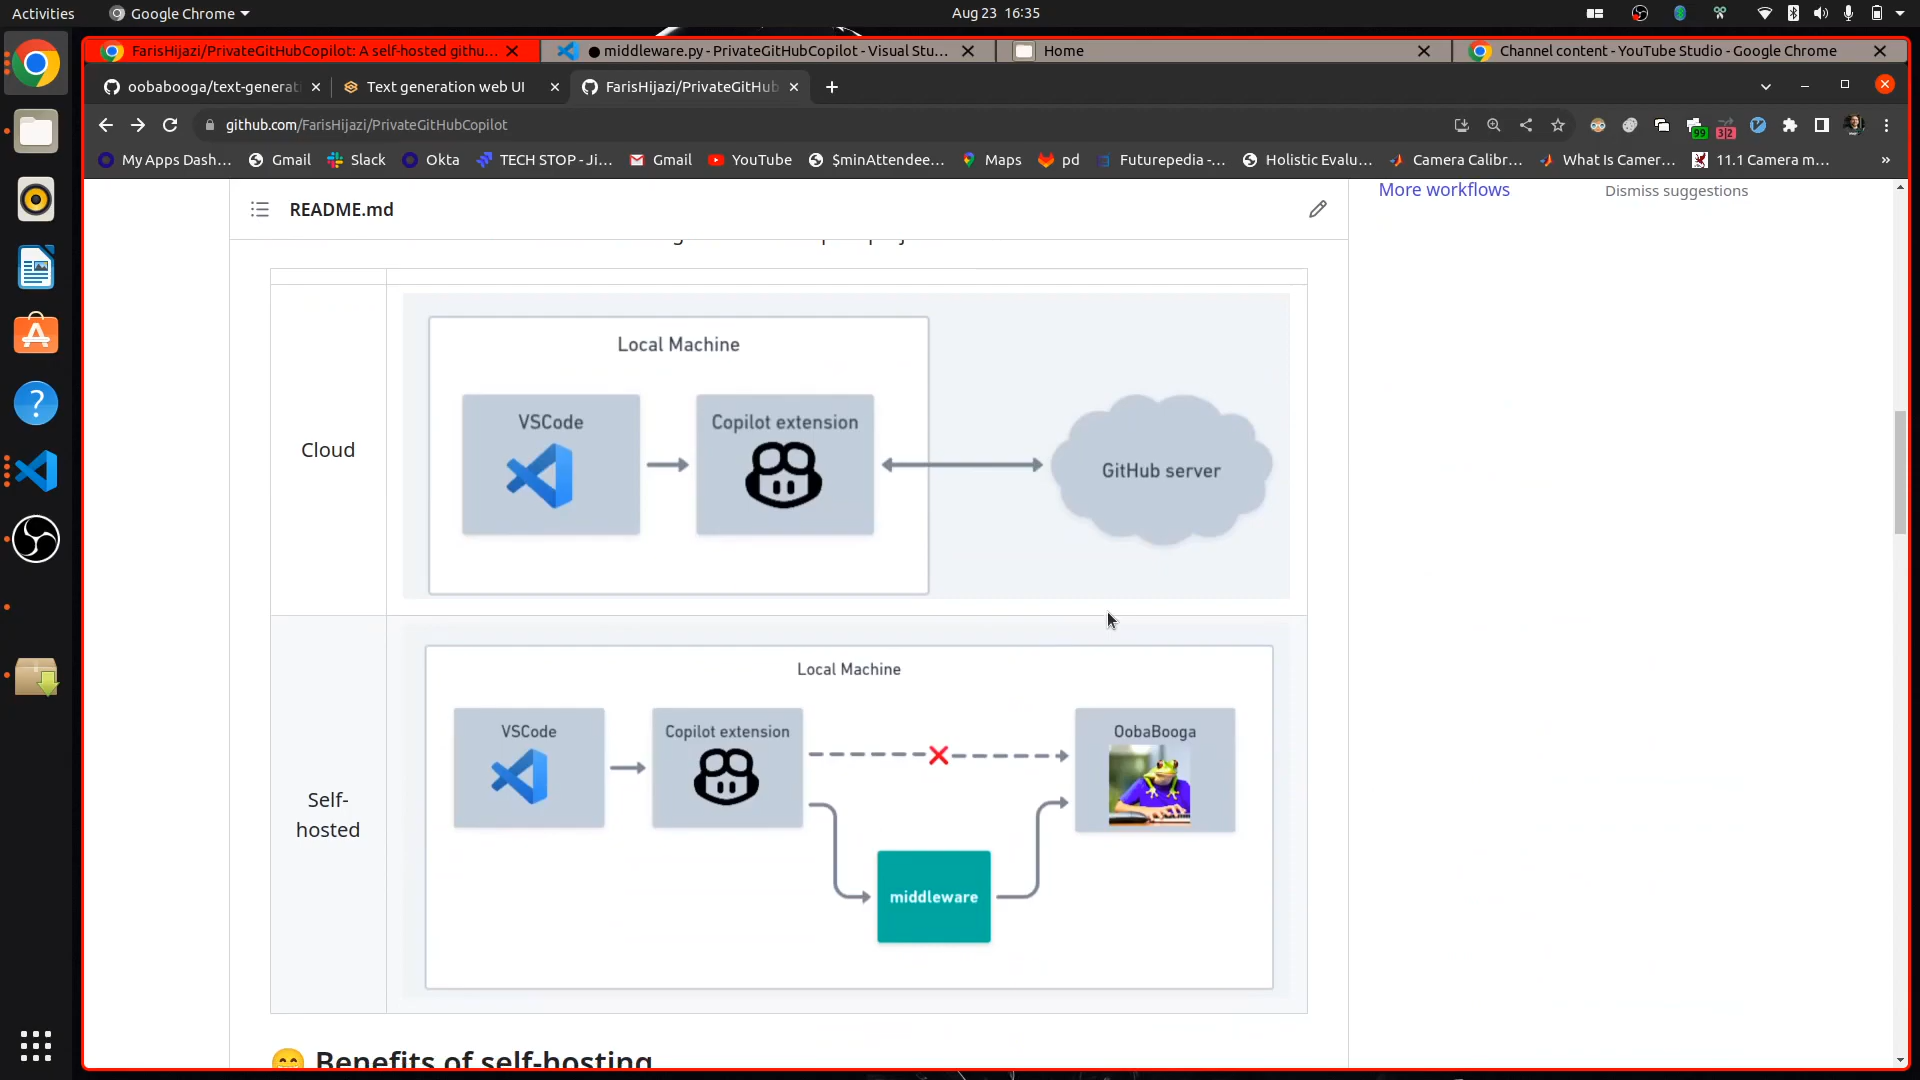 Activities
Google Chrome
Aug 23 16:35
FarisHijazi/PrivateGitHubCopilot: A self-hosted githu...
● middleware.py - PrivateGitHubCopilot - Visual Stu...
Home
Channel content - YouTube Studio - Google Chrome
oobabooga/text-generat
Text generation web UI
FarisHijazi/PrivateGitHub
github.com/FarisHijazi/PrivateGitHubCopilot
99
3|2
My Apps Dash...
Gmail
Slack
Okta
TECH STOP - Ji...
Gmail
YouTube
$minAttendee...
Maps
pd
Futurepedia -...
Holistic Evalu...
Camera Calibr...
What Is Camer...
11.1 Camera m...
»
More workflows
Dismiss suggestions
README.md
Cloud
Local Machine
VSCode
Copilot extension
GitHub server
Self-
hosted
Local Machine
VSCode
Copilot extension
OobaBooga
middleware
Benefits of self-hosting